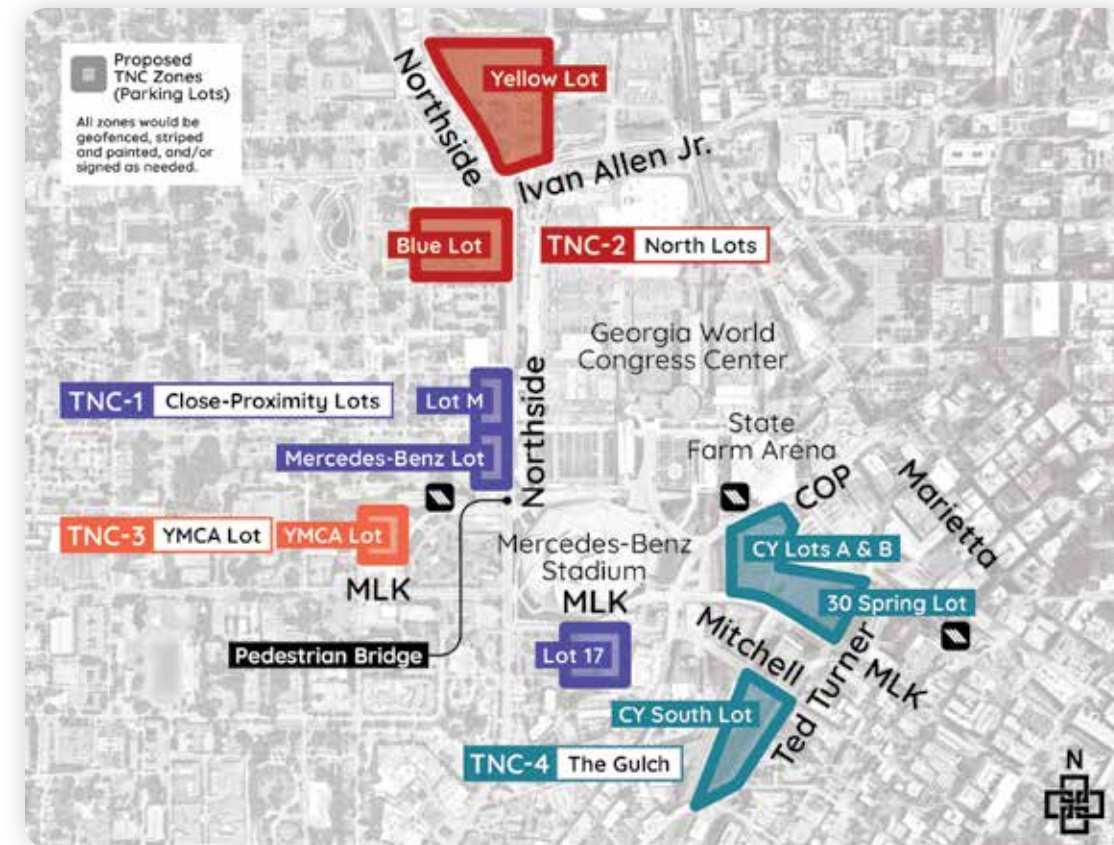 Proposed
TNC Zones
(Parking Lots)
All zones would be
geofenced, striped
and painted, and/or
signed as needed.
Northside
Yellow Lot
Ivan Allen Jr.
Blue Lot
TNC-2 North Lots
Georgia World
Congress Center
Northside
TNC-1 Close-Proximity Lots
Lot M
Mercedes-Benz Lot
State
Farm Arena
COP
Marietta
TNC-3 YMCA Lot
YMCA Lot
MLK
Mercedes-Benz
Stadium
MLK
CY Lots A & B
30 Spring Lot
Pedestrian Bridge
Lot 17
Mitchell
MLK
Ted Turner
CY South Lot
TNC-4 The Gulch
N